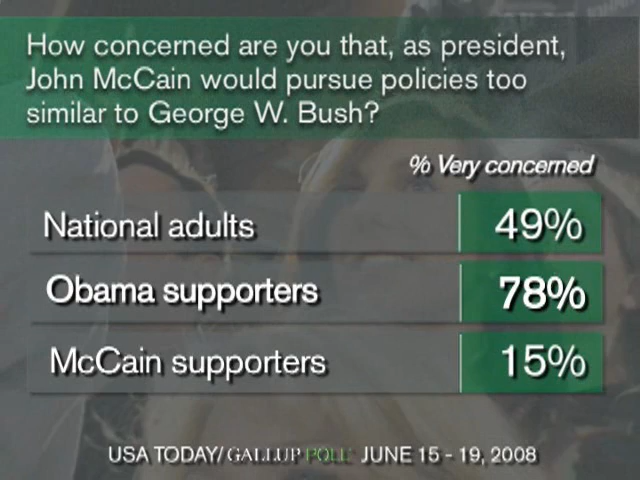 How concerned are you that, as president,
John McCain would pursue policies too
similar to George W. Bush?
% Very concerned
National adults 49%
Obama supporters 78%
McCain supporters 15%
USA TODAY/GALLUP POLL JUNE 15 - 19, 2008